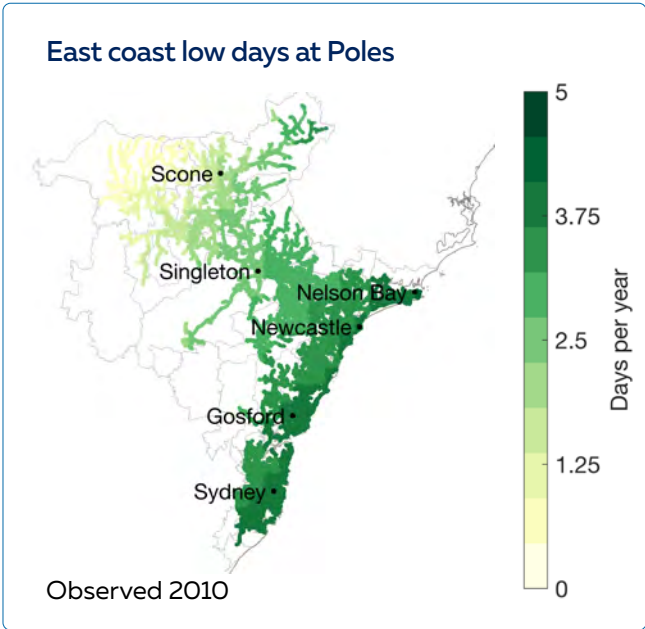 East coast low days at Poles
5
Scone
3.75
Singleton
Nelson Bay
Newcastle
2.5
Days per year
Gosford
1.25
Sydney
0
Observed 2010